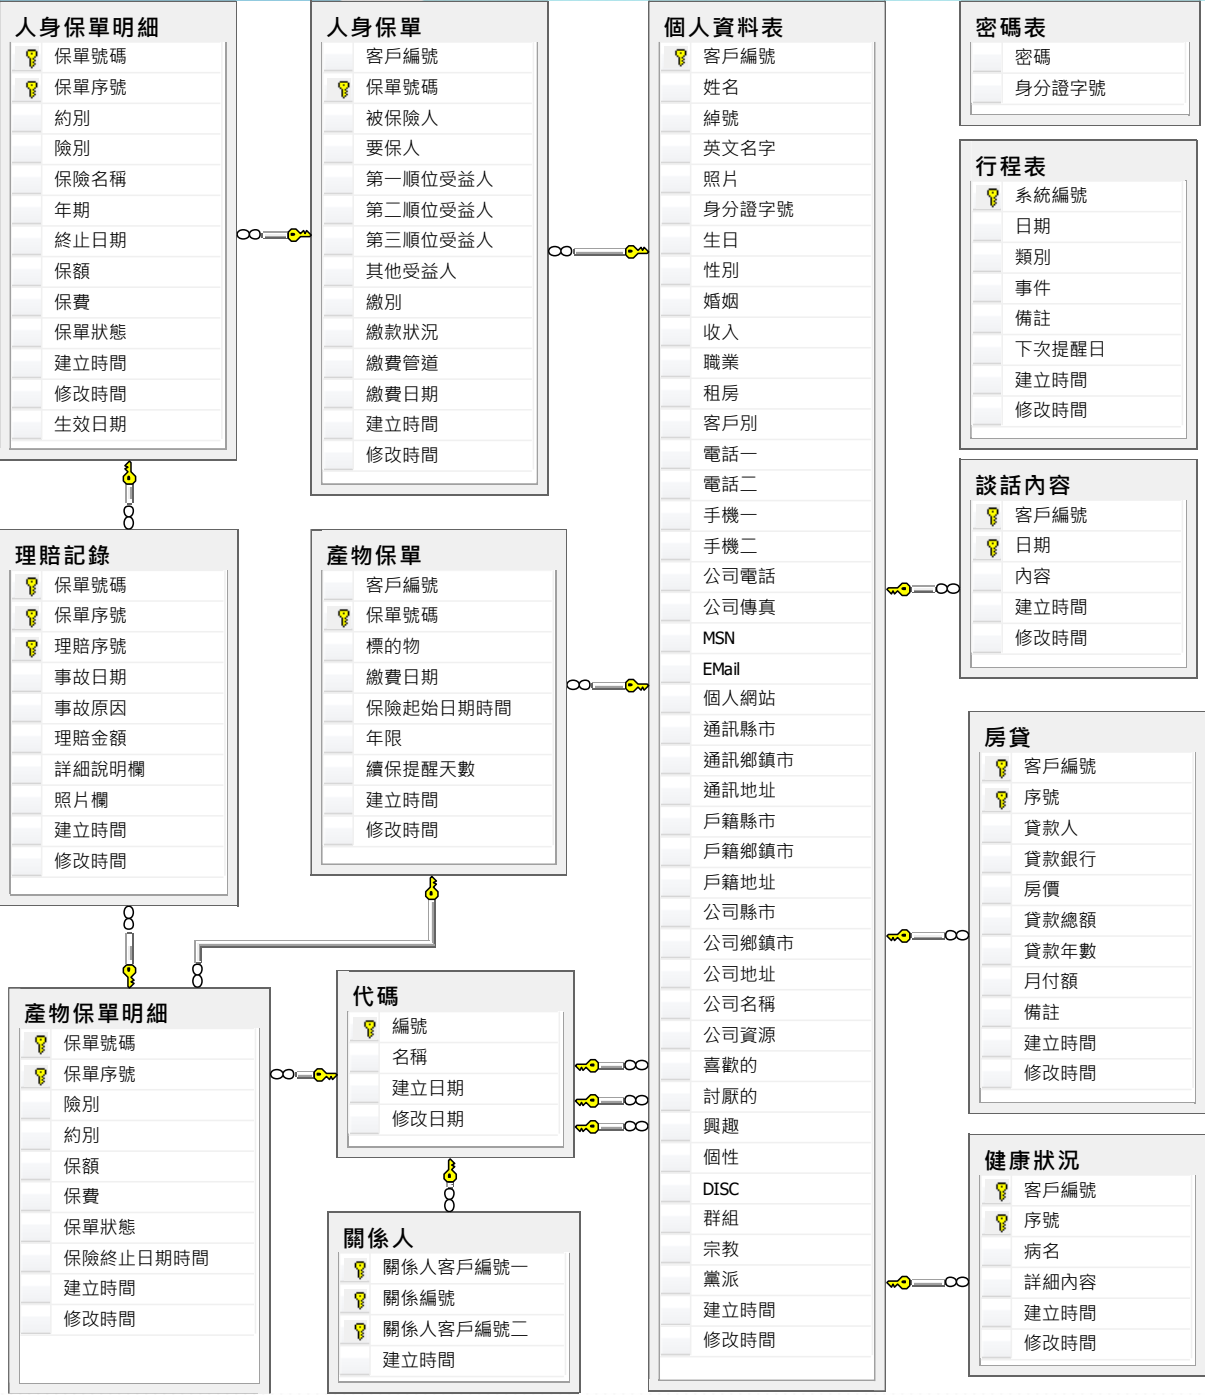 人身保單明細
保單號碼
保單序號
約別
險別
保險名稱
年期
終止日期
保額
保費
保單狀態
建立時間
修改時間
生效日期
人身保單
客戶編號
保單號碼
被保險人
要保人
第一順位受益人
第二順位受益人
第三順位受益人
其他受益人
繳別
繳款狀況
繳費管道
繳費日期
建立時間
修改時間
個人資料表
客戶編號
姓名
綽號
英文名字
照片
身分證字號
生日
性別
婚姻
收入
職業
租房
客戶別
電話一
電話二
手機一
手機二
公司電話
公司傳真
MSN
EMail
個人網站
通訊縣市
通訊鄉鎮市
通訊地址
戶籍縣市
戶籍鄉鎮市
戶籍地址
公司縣市
公司鄉鎮市
公司地址
公司名稱
公司資源
喜歡的
討厭的
興趣
個性
DISC
群組
宗教
黨派
建立時間
修改時間
密碼表
密碼
身分證字號
行程表
系統編號
日期
類別
事件
備註
下次提醒日
建立時間
修改時間
談話內容
客戶編號
日期
內容
建立時間
修改時間
理賠記錄
保單號碼
保單序號
理賠序號
事故日期
事故原因
理賠金額
詳細說明欄
照片欄
建立時間
修改時間
產物保單
客戶編號
保單號碼
標的物
繳費日期
保險起始日期時間
年限
續保提醒天數
建立時間
修改時間
房貸
客戶編號
序號
貸款人
貸款銀行
房價
貸款總額
貸款年數
月付額
備註
建立時間
修改時間
產物保單明細
保單號碼
保單序號
險別
約別
保額
保費
保單狀態
保險終止日期時間
建立時間
修改時間
代碼
編號
名稱
建立日期
修改日期
關係人
關係人客戶編號一
關係編號
關係人客戶編號二
建立時間
健康狀況
客戶編號
序號
病名
詳細內容
建立時間
修改時間